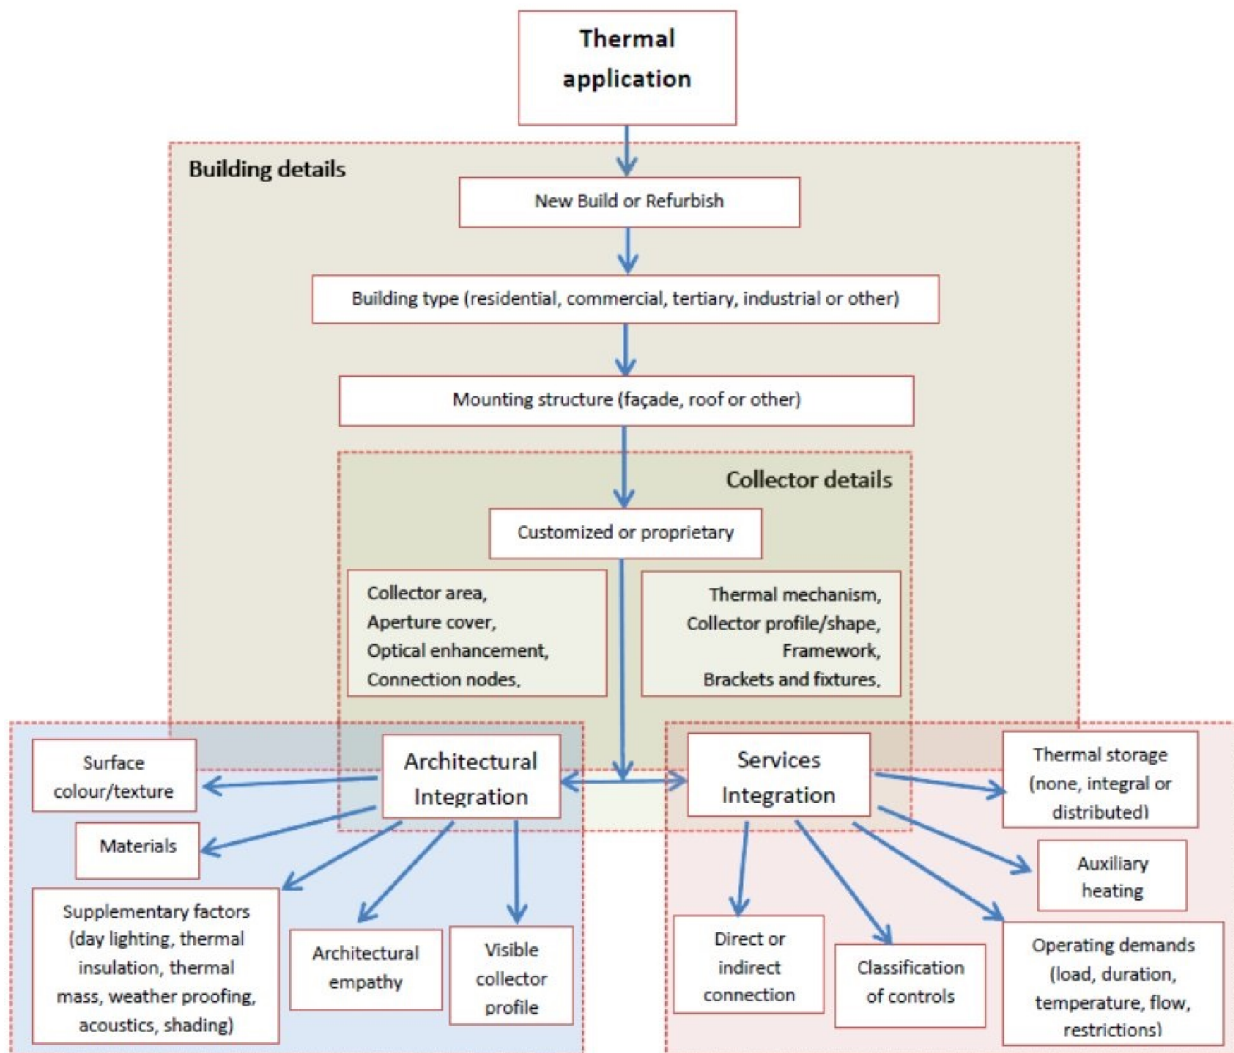 Thermal
application
Building details
New Build or Refurbish
Building type (residential, commercial, tertiary, industrial or other)
Mounting structure (façade, roof or other)
Collector details
Customized or proprietary
Collector area,
Aperture cover,
Optical enhancement,
Connection nodes,
Thermal mechanism,
Collector profile/shape,
Framework,
Brackets and fixtures,
Architectural
Integration
Services
Integration
Surface
colour/texture
Materials
Supplementary factors
(day lighting, thermal
insulation, thermal
mass, weather proofing,
acoustics, shading)
Architectural
empathy
Visible
collector
profile
Direct or
indirect
connection
Classification
of controls
Thermal storage
(none, integral or
distributed)
Auxiliary
heating
Operating demands
(load, duration,
temperature, flow,
restrictions)